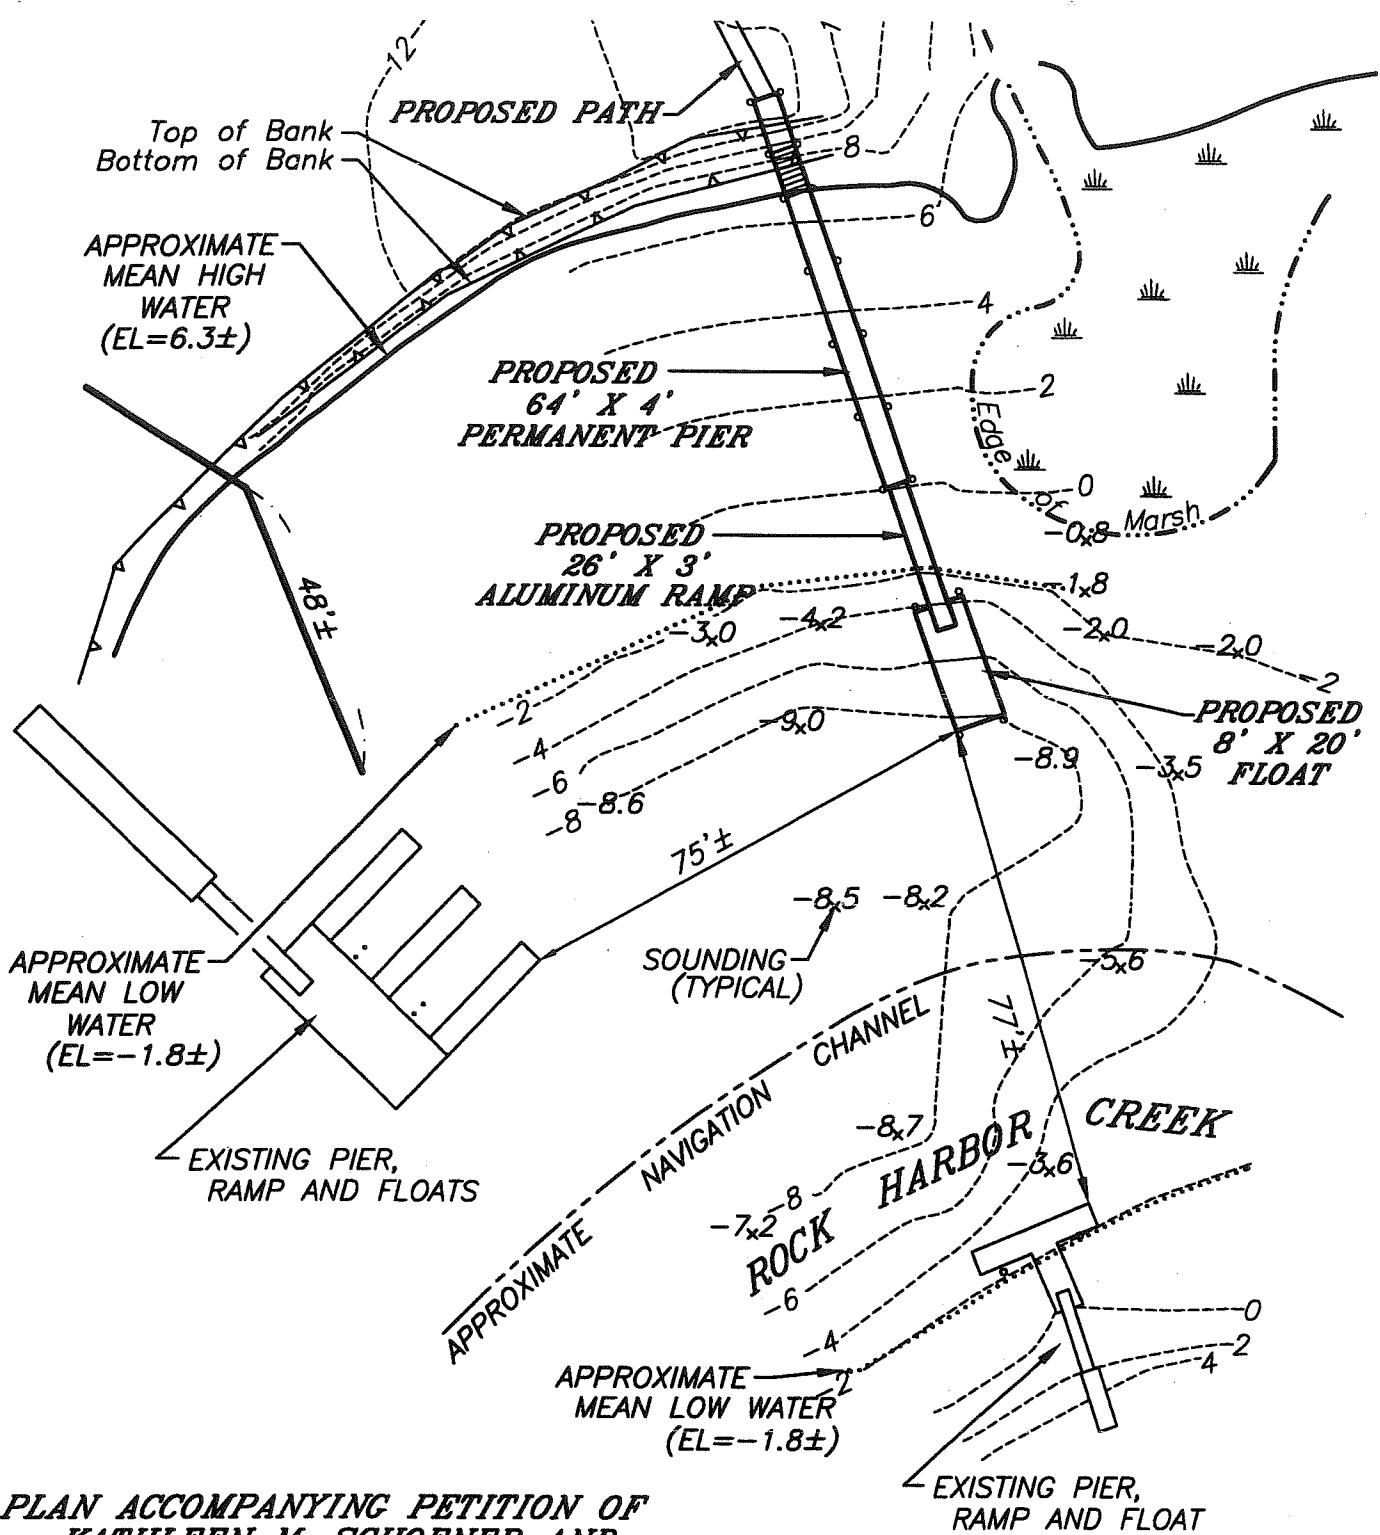 12
PROPOSED PATH
Top of Bank
Bottom of Bank
8
6
APPROXIMATE
MEAN HIGH
WATER
(EL=6.3±)
4
PROPOSED
64' X 4'
PERMANENT PIER
2
Edge of Marsh
0
-0.8
PROPOSED
26' X 3'
ALUMINUM RAMP
48'±
-1.8
-3.0
-4.2
-2.0
-2.0
-2
-2
-4
-6
-8
-8.6
-9.0
-8.9
-3.5
PROPOSED
8' X 20'
FLOAT
75'±
-8.5
-8.2
SOUNDING
(TYPICAL)
APPROXIMATE
MEAN LOW
WATER
(EL=-1.8±)
-5.6
77'±
APPROXIMATE NAVIGATION CHANNEL
EXISTING PIER,
RAMP AND FLOATS
-8.7
ROCK HARBOR CREEK
-3.6
-8
-7.2
-6
-4
-2
0
2
4
APPROXIMATE
MEAN LOW WATER
(EL=-1.8±)
EXISTING PIER,
RAMP AND FLOAT
PLAN ACCOMPANYING PETITION OF
KATHLEEN M. SCHOENER AND